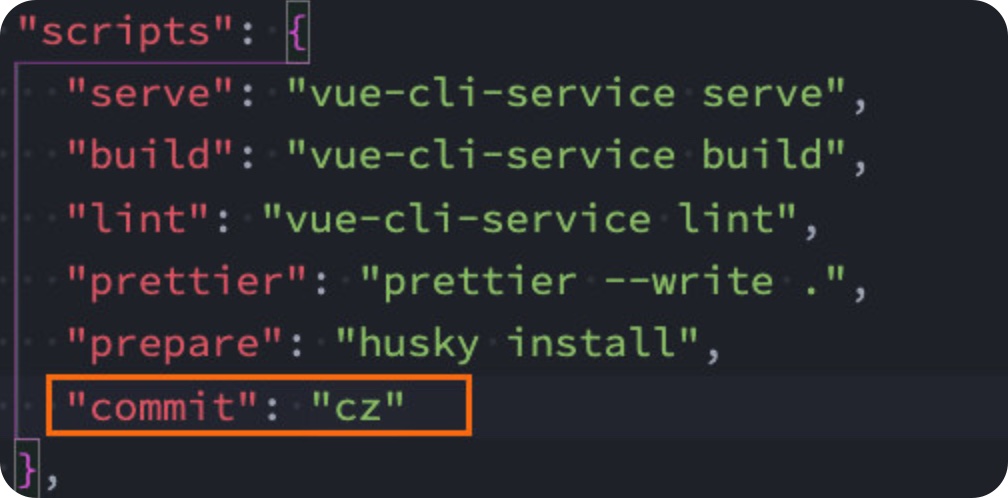 "scripts": {
"serve": "vue-cli-service serve",
"build": "vue-cli-service build",
"lint": "vue-cli-service lint",
"prettier": "prettier --write .",
"prepare": "husky install",
"commit": "cz"
},